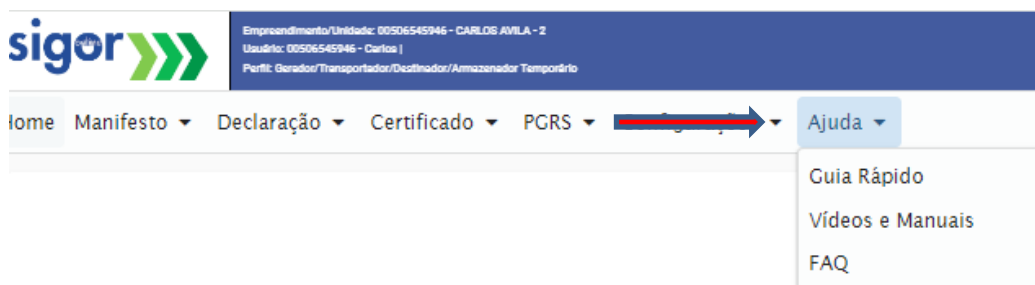 sigor
Empreendimento/Unidade: 00506545946 - CARLOS AVILA - 2
Usuário: 00506545946 - Carlos |
Perfil: Gerador/Transportador/Destinador/Armazenador Temporário
Home Manifesto Declaração Certificado PGRS Ajuda
Guia Rápido
Vídeos e Manuais
FAQ